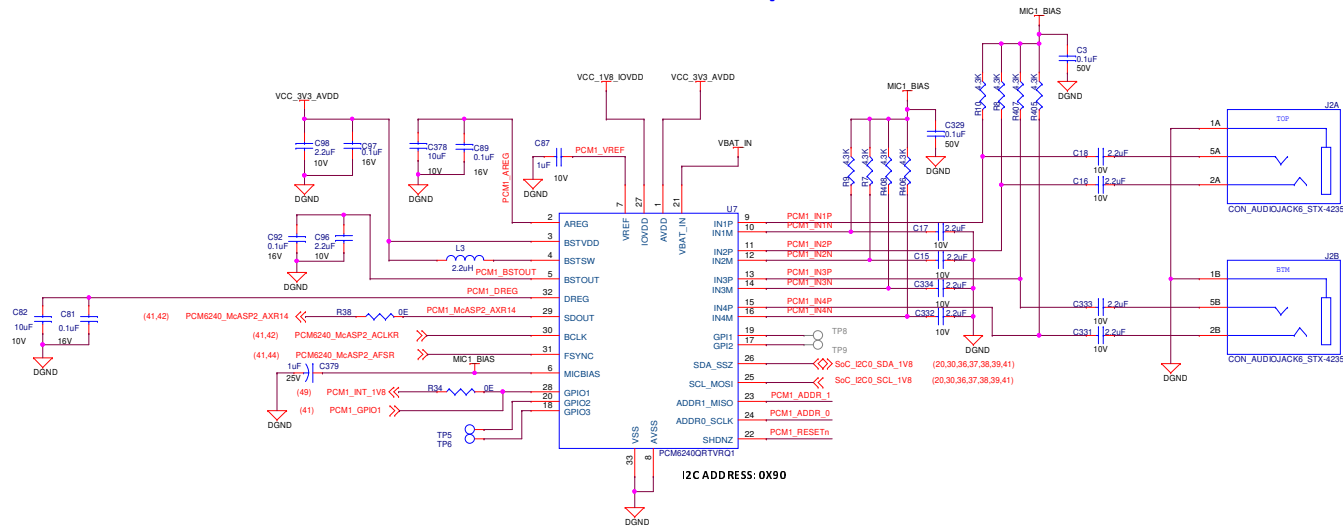 MIC1_BIAS
C3
0.1uF
50V
DGND
R10 4.3K
R8 4.3K
R407 4.3K
R405 4.3K
VCC_1V8_IOVDD
VCC_3V3_AVDD
MIC1_BIAS
C329
0.1uF
50V
DGND
R9 4.3K
R7 4.3K
R408 4.3K
R406 4.3K
VCC_3V3_AVDD
C98
2.2uF
10V
C97
0.1uF
16V
DGND
C378
10uF
10V
C89
0.1uF
16V
DGND
PCM1_AREG
C87
1uF
10V
PCM1_VREF
DGND
VBAT_IN
J2A
TOP
1A
5A
2A
C18 2.2uF
10V
C16 2.2uF
10V
CON_AUDIOJACK6_STX-4235
C92
0.1uF
16V
C96
2.2uF
10V
DGND
L3
2.2uH
PCM1_BSTOUT
PCM1_DREG
U7
7 VREF
27 IOVDD
1 AVDD
21 VBAT_IN
2 AREG
3 BSTVDD
4 BSTSW
5 BSTOUT
32 DREG
29 SDOUT
30 BCLK
31 FSYNC
6 MICBIAS
28 GPIO1
20 GPIO2
18 GPIO3
IN1P 9 PCM1_IN1P
IN1M 10 PCM1_IN1N
IN2P 11 PCM1_IN2P
IN2M 12 PCM1_IN2N
IN3P 13 PCM1_IN3P
IN3M 14 PCM1_IN3N
IN4P 15 PCM1_IN4P
IN4M 16 PCM1_IN4N
GPI1 19 TP8
GPI2 17 TP9
SDA_SSZ 26 SoC_I2C0_SDA_1V8 (20,30,36,37,38,39,41)
SCL_MOSI 25 SoC_I2C0_SCL_1V8 (20,30,36,37,38,39,41)
ADDR1_MISO 23 PCM1_ADDR_1
ADDR0_SCLK 24 PCM1_ADDR_0
SHDNZ 22 PCM1_RESETn
VSS 33
AVSS 8
PCM6240QRTVRQ1
DGND
C17 2.2uF
10V
C15 2.2uF
10V
C334 2.2uF
10V
C332 2.2uF
10V
DGND
J2B
BTM
1B
5B
2B
C333 2.2uF
10V
C331 2.2uF
10V
DGND
CON_AUDIOJACK6_STX-4235
C82
10uF
10V
C81
0.1uF
16V
DGND
(41,42) PCM6240_McASP2_AXR14 R38 0E PCM1_McASP2_AXR14
(41,42) PCM6240_McASP2_ACLKR
(41,44) PCM6240_McASP2_AFSR
MIC1_BIAS
1uF C379
25V
DGND
(49) PCM1_INT_1V8 R34 0E
(41) PCM1_GPIO1
TP5
TP6
I2C ADDRESS: 0X90